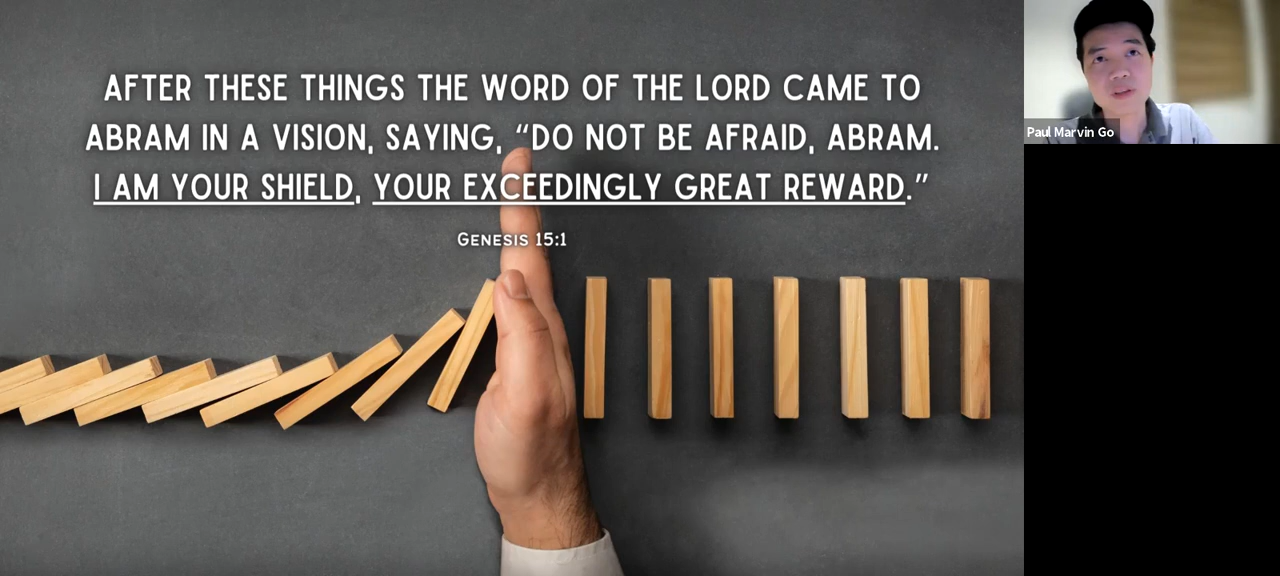 AFTER THESE THINGS THE WORD OF THE LORD CAME TO
ABRAM IN A VISION, SAYING, “DO NOT BE AFRAID, ABRAM.
I AM YOUR SHIELD, YOUR EXCEEDINGLY GREAT REWARD.”
Genesis 15:1
Paul Marvin Go